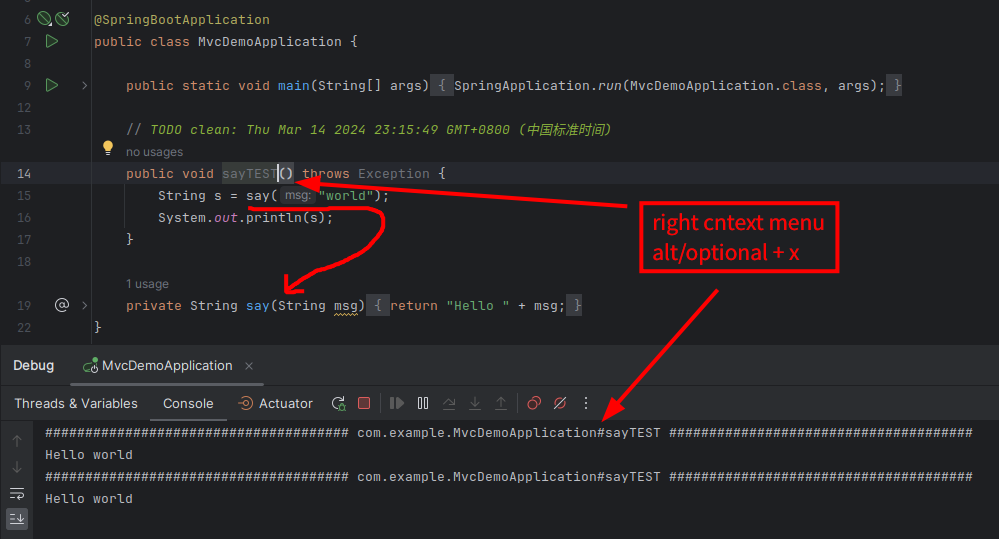 6 @SpringBootApplication
7 public class MvcDemoApplication {
8
9 public static void main(String[] args) { SpringApplication.run(MvcDemoApplication.class, args); }
12
13 // TODO clean: Thu Mar 14 2024 23:15:49 GMT+0800 (中国标准时间)
no usages
14 public void sayTEST() throws Exception {
15 String s = say( msg: "world");
16 System.out.println(s);
17 }
18
right cntext menu
alt/optional + x
1 usage
19 @ private String say(String msg) { return "Hello " + msg; }
22 }
Debug MvcDemoApplication ×
Threads & Variables Console Actuator
###################################### com.example.MvcDemoApplication#sayTEST ######################################
Hello world
###################################### com.example.MvcDemoApplication#sayTEST ######################################
Hello world